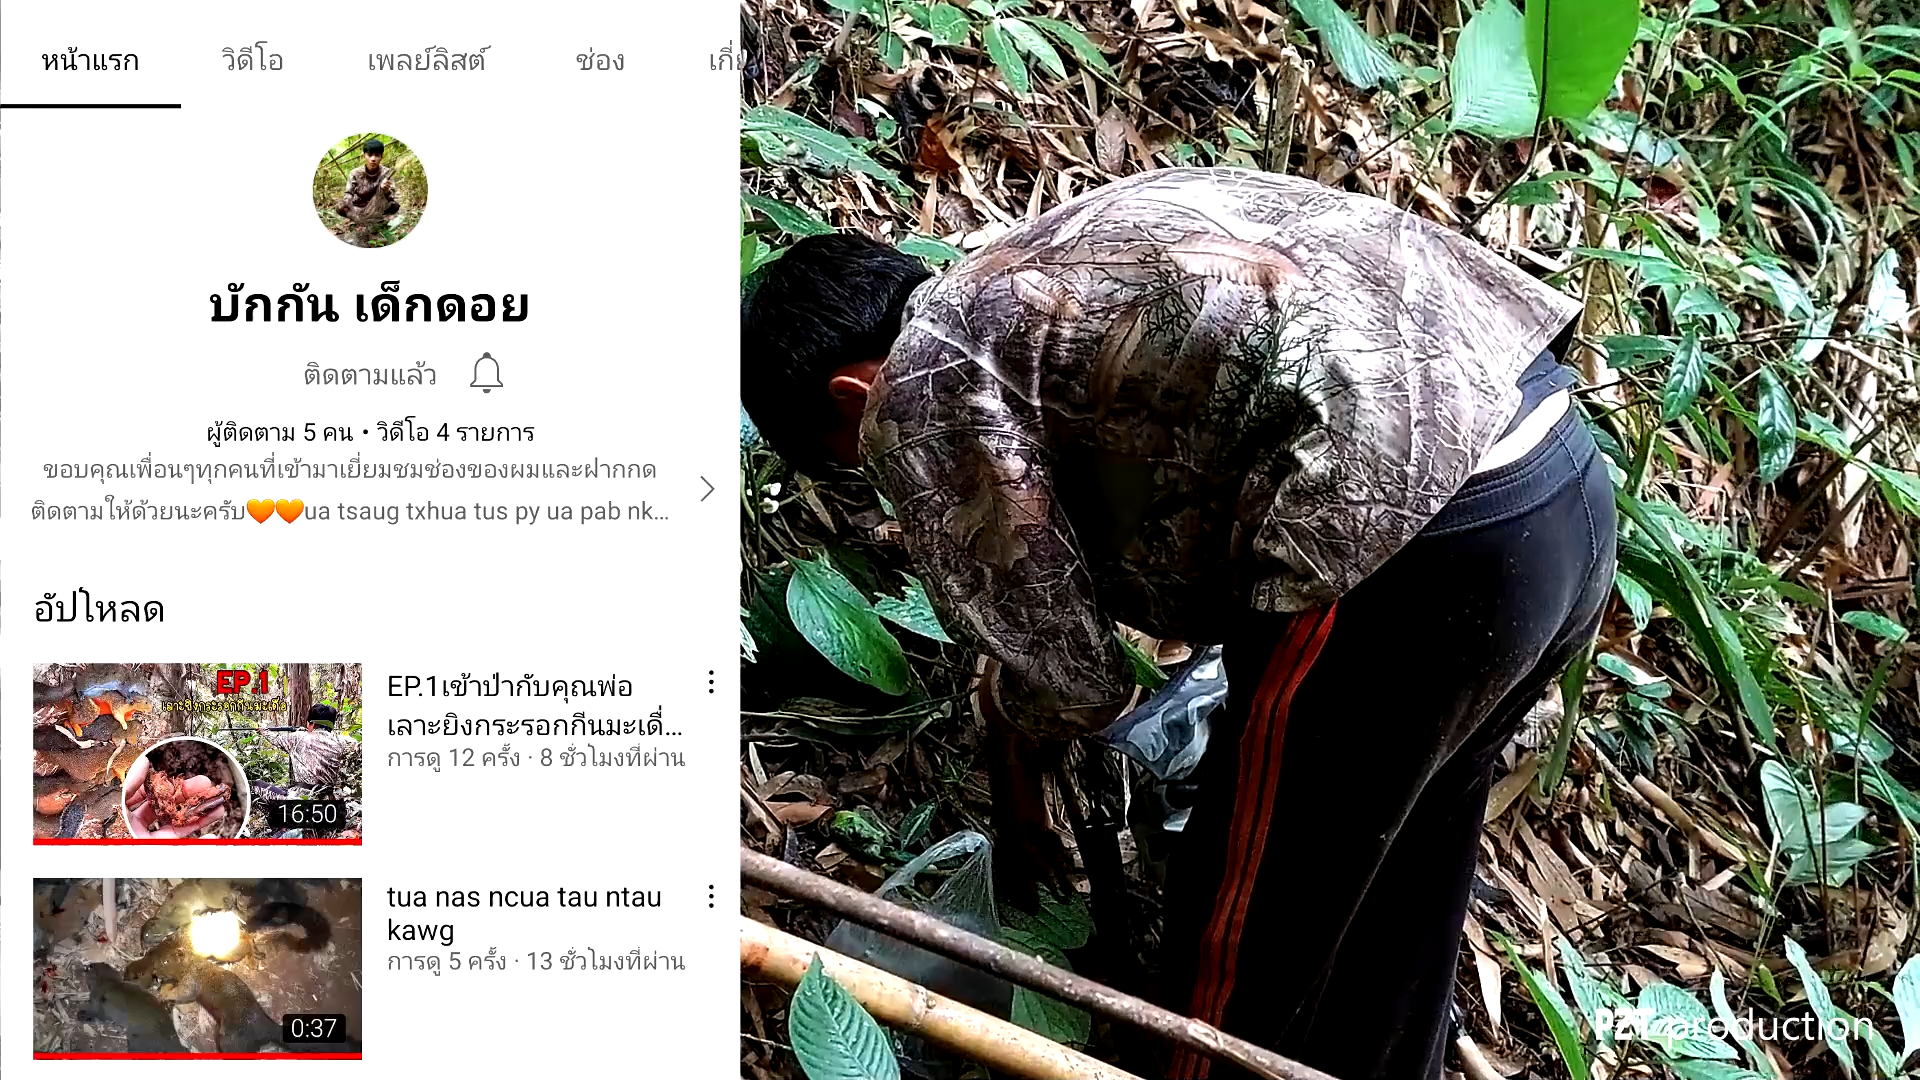 หน้าแรก วิดีโอ เพลย์ลิสต์ ช่อง
บักกัน เด็กดอย
ติดตามแล้ว
ผู้ติดตาม 5 คน • วิดีโอ 4 รายการ
ขอบคุณเพื่อนๆทุกคนที่เข้ามาเยี่ยมชมช่องของผมและฝากกด
ติดตามให้ด้วยนะครับ🧡🧡ua tsaug txhua tus py ua pab nk...
อัปโหลด
EP.1
16:50
EP.1เข้าป่ากับคุณพ่อ
เลาะยิงกระรอกกีนมะเดื่...
การดู 12 ครั้ง · 8 ชั่วโมงที่ผ่าน
0:37
tua nas ncua tau ntau
kawg
การดู 5 ครั้ง · 13 ชั่วโมงที่ผ่าน
PZT production